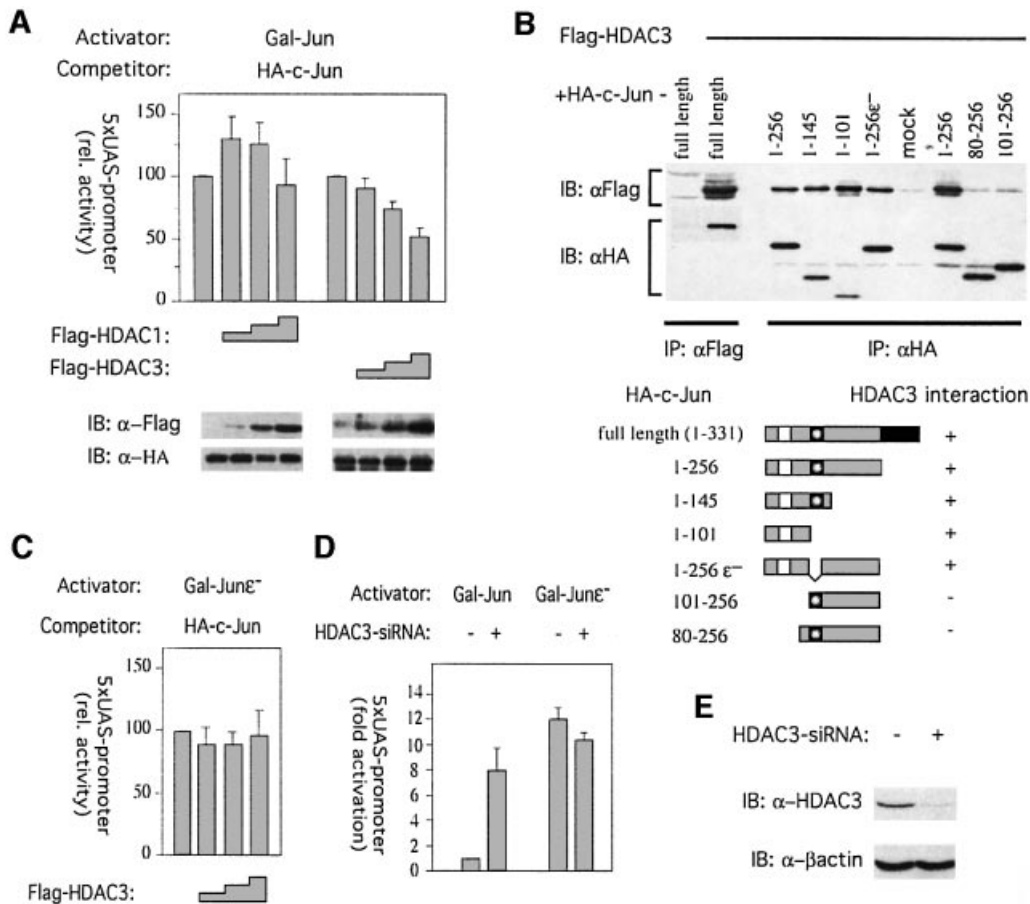 A
Activator: Gal-Jun
Competitor: HA-c-Jun
5xUAS-promoter
(rel. activity)
150
100
50
0
Flag-HDAC1:
Flag-HDAC3:
IB: α-Flag
IB: α-HA
B
Flag-HDAC3
+HA-c-Jun -
full length
full length
1-256
1-145
1-101
1-256ε–
mock
1-256
80-256
101-256
IB: αFlag
IB: αHA
IP: αFlag
IP: αHA
HA-c-Jun
HDAC3 interaction
full length (1-331) +
1-256 +
1-145 +
1-101 +
1-256 ε– +
101-256 -
80-256 -
C
Activator: Gal-Junε-
Competitor: HA-c-Jun
5xUAS-promoter
(rel. activity)
150
100
50
0
Flag-HDAC3:
D
Activator: Gal-Jun Gal-Junε-
HDAC3-siRNA: - + - +
5xUAS-promoter
(fold activation)
14
12
10
8
6
4
2
0
E
HDAC3-siRNA: - +
IB: α-HDAC3
IB: α-βactin